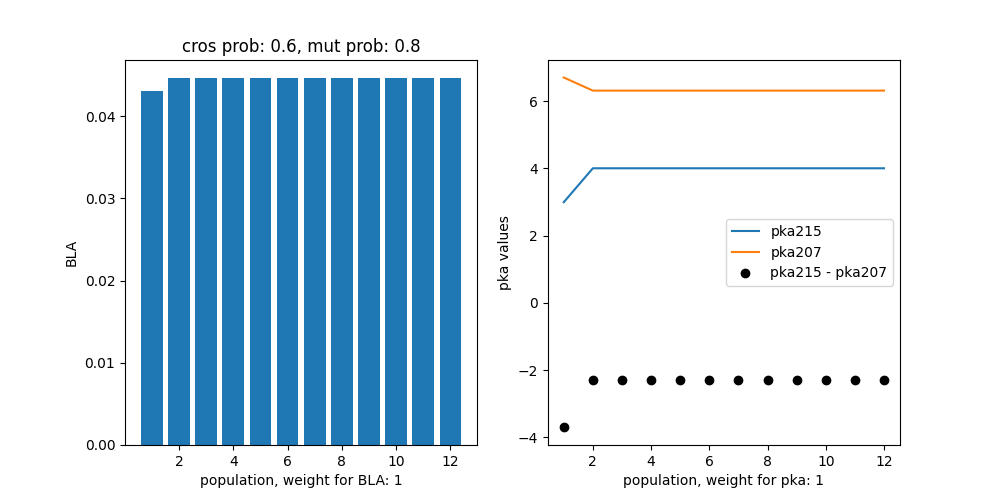 cros prob: 0.6, mut prob: 0.8
BLA
0.04
0.03
0.02
0.01
0.00
2 4 6 8 10 12
population, weight for BLA: 1
pka values
6
4
2
0
−2
−4
pka215
pka207
pka215 - pka207
2 4 6 8 10 12
population, weight for pka: 1